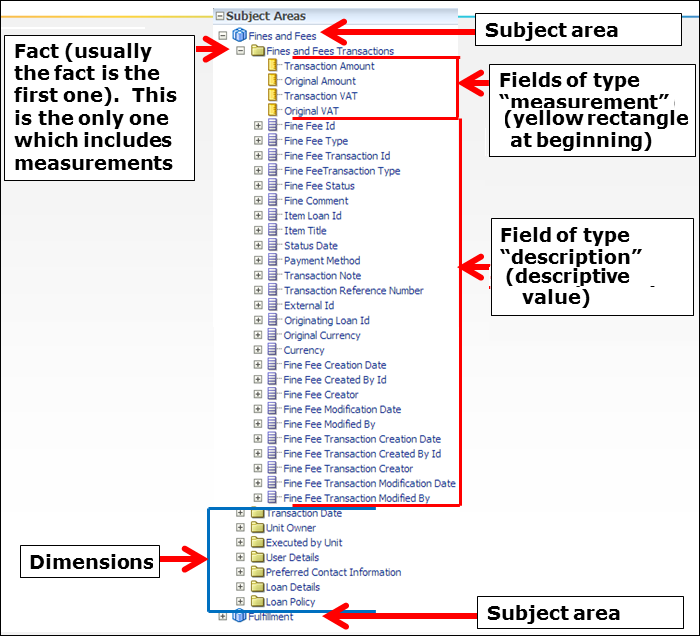 Subject Areas
Fines and Fees
Fines and Fees Transactions
Transaction Amount
Original Amount
Transaction VAT
Original VAT
Fine Fee Id
Fine Fee Type
Fine Fee Transaction Id
Fine FeeTransaction Type
Fine Fee Status
Fine Comment
Item Loan Id
Item Title
Status Date
Payment Method
Transaction Note
Transaction Reference Number
External Id
Originating Loan Id
Original Currency
Currency
Fine Fee Creation Date
Fine Fee Created By Id
Fine Fee Creator
Fine Fee Modification Date
Fine Fee Modified By
Fine Fee Transaction Creation Date
Fine Fee Transaction Created By Id
Fine Fee Transaction Creator
Fine Fee Transaction Modification Date
Fine Fee Transaction Modified By
Transaction Date
Unit Owner
Executed by Unit
User Details
Preferred Contact Information
Loan Details
Loan Policy
Fulfillment
Fact (usually
the fact is the
first one). This
is the only one
which includes
measurements
Dimensions
Subject area
Fields of type
“measurement”
(yellow rectangle
at beginning)
Field of type
“description”
(descriptive
value)
Subject area